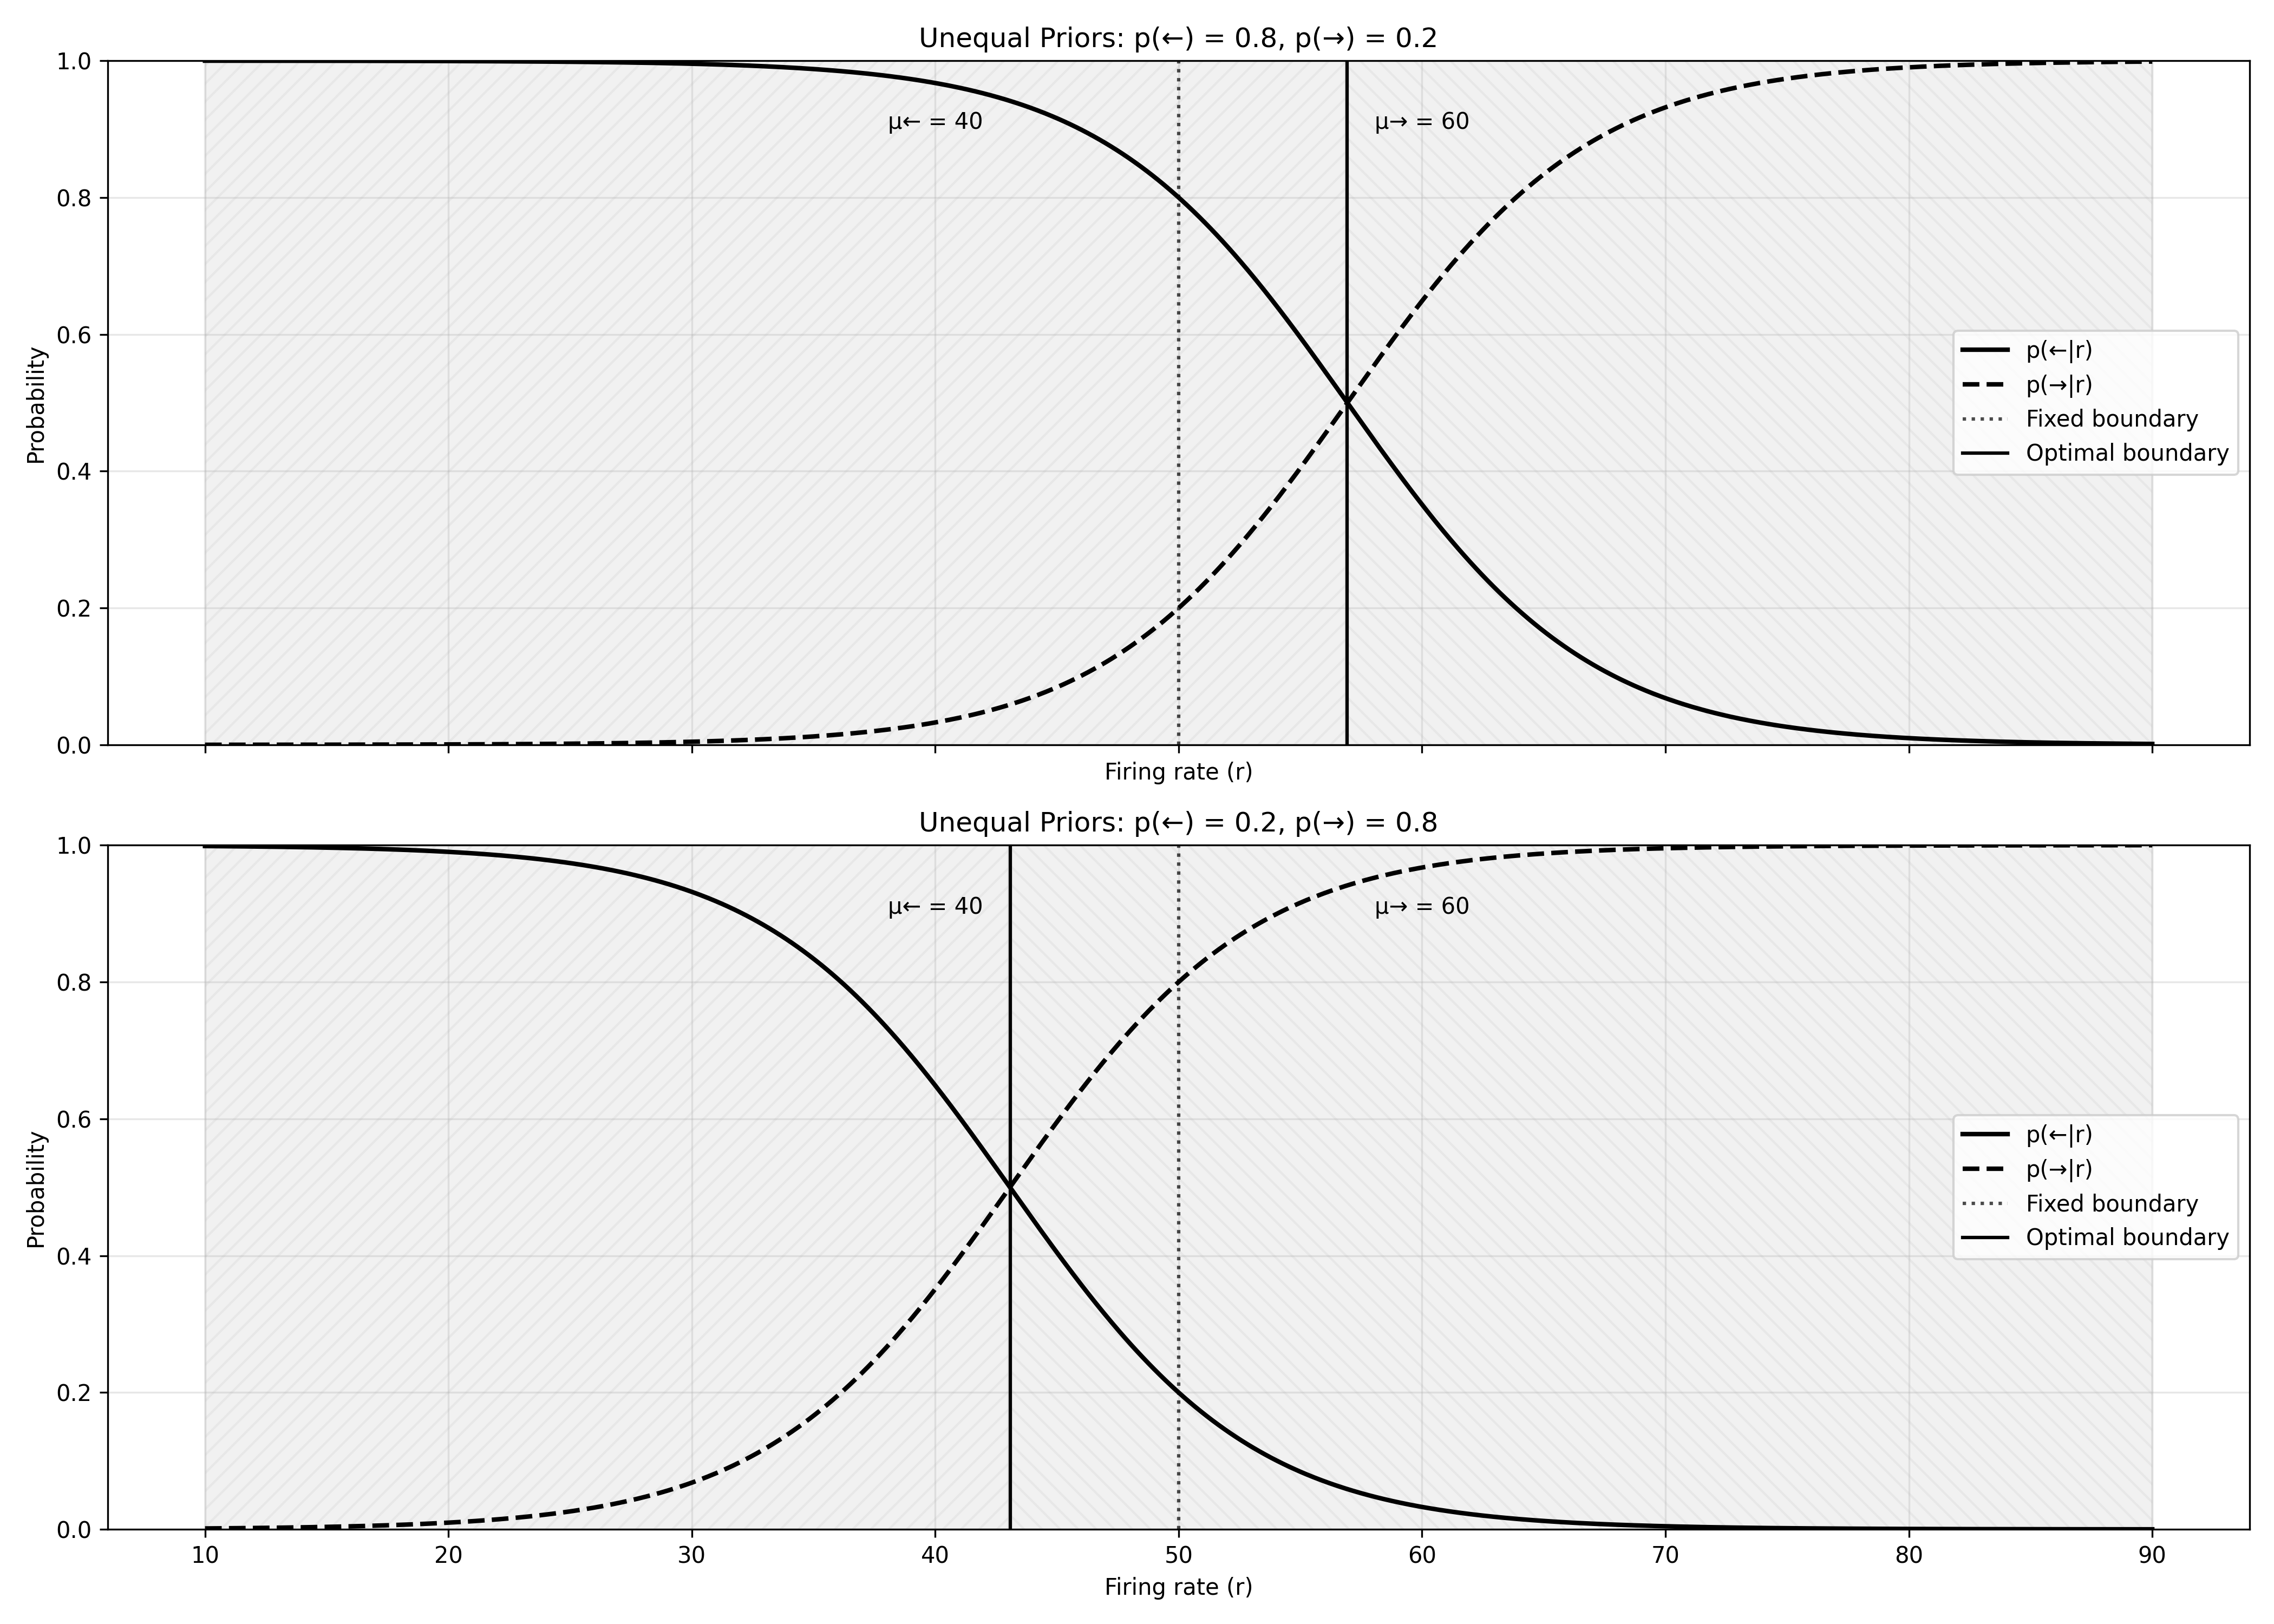 Unequal Priors: p(←) = 0.8, p(→) = 0.2
1.0
0.8
0.6
0.4
0.2
0.0
Probability
μ← = 40
μ→ = 60
p(←|r)
p(→|r)
Fixed boundary
Optimal boundary
Firing rate (r)
Unequal Priors: p(←) = 0.2, p(→) = 0.8
1.0
0.8
0.6
0.4
0.2
0.0
Probability
μ← = 40
μ→ = 60
p(←|r)
p(→|r)
Fixed boundary
Optimal boundary
10 20 30 40 50 60 70 80 90
Firing rate (r)